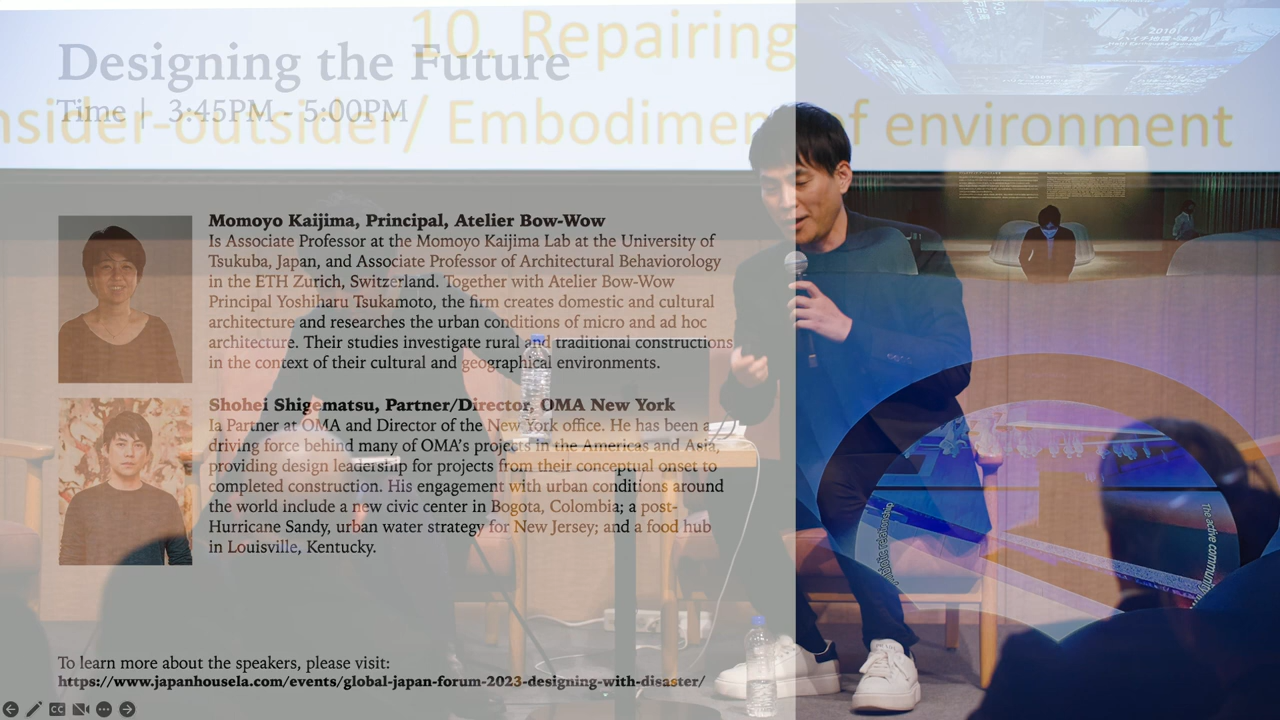 10. Repairing
Designing the Future
Time | 3:45PM - 5:00PM
nsider-outsider/ Embodiment of environment
2010
Momoyo Kaijima, Principal, Atelier Bow-Wow
Is Associate Professor at the Momoyo Kaijima Lab at the University of
Tsukuba, Japan, and Associate Professor of Architectural Behaviorology
in the ETH Zurich, Switzerland. Together with Atelier Bow-Wow
Principal Yoshiharu Tsukamoto, the firm creates domestic and cultural
architecture and researches the urban conditions of micro and ad hoc
architecture. Their studies investigate rural and traditional constructions
in the context of their cultural and geographical environments.
Shohei Shigematsu, Partner/Director, OMA New York
Ia Partner at OMA and Director of the New York office. He has been a
driving force behind many of OMA's projects in the Americas and Asia,
providing design leadership for projects from their conceptual onset to
completed construction. His engagement with urban conditions around
the world include a new civic center in Bogota, Colombia; a post-
Hurricane Sandy, urban water strategy for New Jersey; and a food hub
in Louisville, Kentucky.
relationship
The active community
To learn more about the speakers, please visit:
https://www.japanhousela.com/events/global-japan-forum-2023-designing-with-disaster/
CC